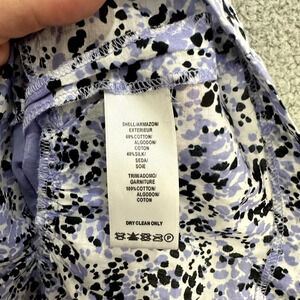 SHELL/ARMAZON/
EXTERIEUR
60%COTTON/
ALGODON/
COTON
40%SILK/
SEDA/
SOIE
TRIM/ADORNO/
GARNITURE
100%COTTON/
ALGODON/
COTON
DRY CLEAN ONLY